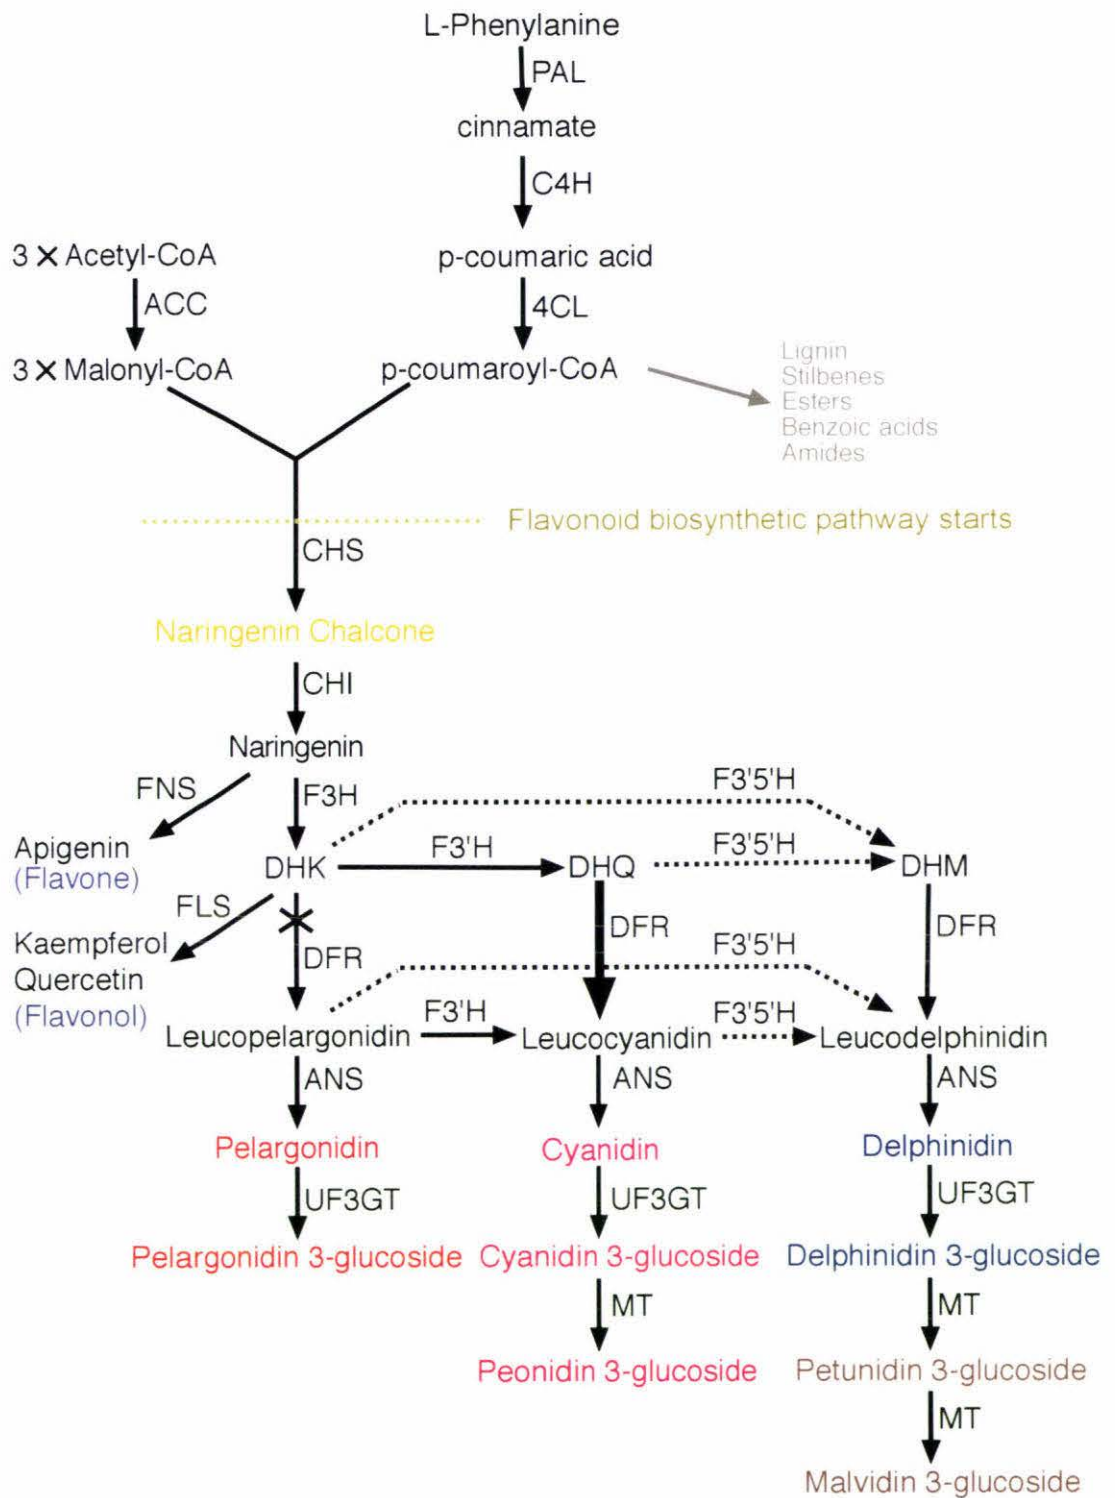 L-Phenylanine
PAL
cinnamate
C4H
3 X Acetyl-CoA
p-coumaric acid
ACC
4CL
3 X Malonyl-CoA
p-coumaroyl-CoA
Lignin
Stilbenes
Esters
Benzoic acids
Amides
Flavonoid biosynthetic pathway starts
CHS
Naringenin Chalcone
CHI
Naringenin
FNS
F3H
F3'5'H
Apigenin
(Flavone)
DHK
F3'H
DHQ
F3'5'H
DHM
FLS
DFR
DFR
DFR
Kaempferol
Quercetin
(Flavonol)
F3'5'H
Leucopelargonidin
F3'H
Leucocyanidin
F3'5'H
Leucodelphinidin
ANS
ANS
ANS
Pelargonidin
Cyanidin
Delphinidin
UF3GT
UF3GT
UF3GT
Pelargonidin 3-glucoside
Cyanidin 3-glucoside
Delphinidin 3-glucoside
MT
MT
Peonidin 3-glucoside
Petunidin 3-glucoside
MT
Malvidin 3-glucoside